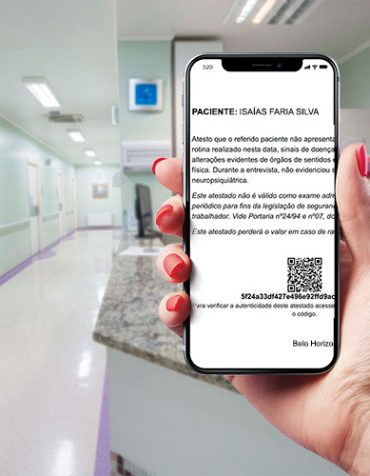 520
PACIENTE: ISAÍAS FARIA SILVA
Atesto que o referido paciente não apresenta
rotina realizado nesta data, sinais de doença
alterações evidentes de órgãos de sentidos e
física. Durante a entrevista, não evidenciou s
neuropsiquiátrica.
Este atestado não é válido como exame adm
periódico para fins da legislação de seguran
trabalhador. Vide Portaria nº24/94 e nº07, do
Este atestado perderá o valor em caso de ra
5f24a33df427e496e92ffd9ac
Para verificar a autenticidade deste atestado acesse
o código.
Belo Horizo